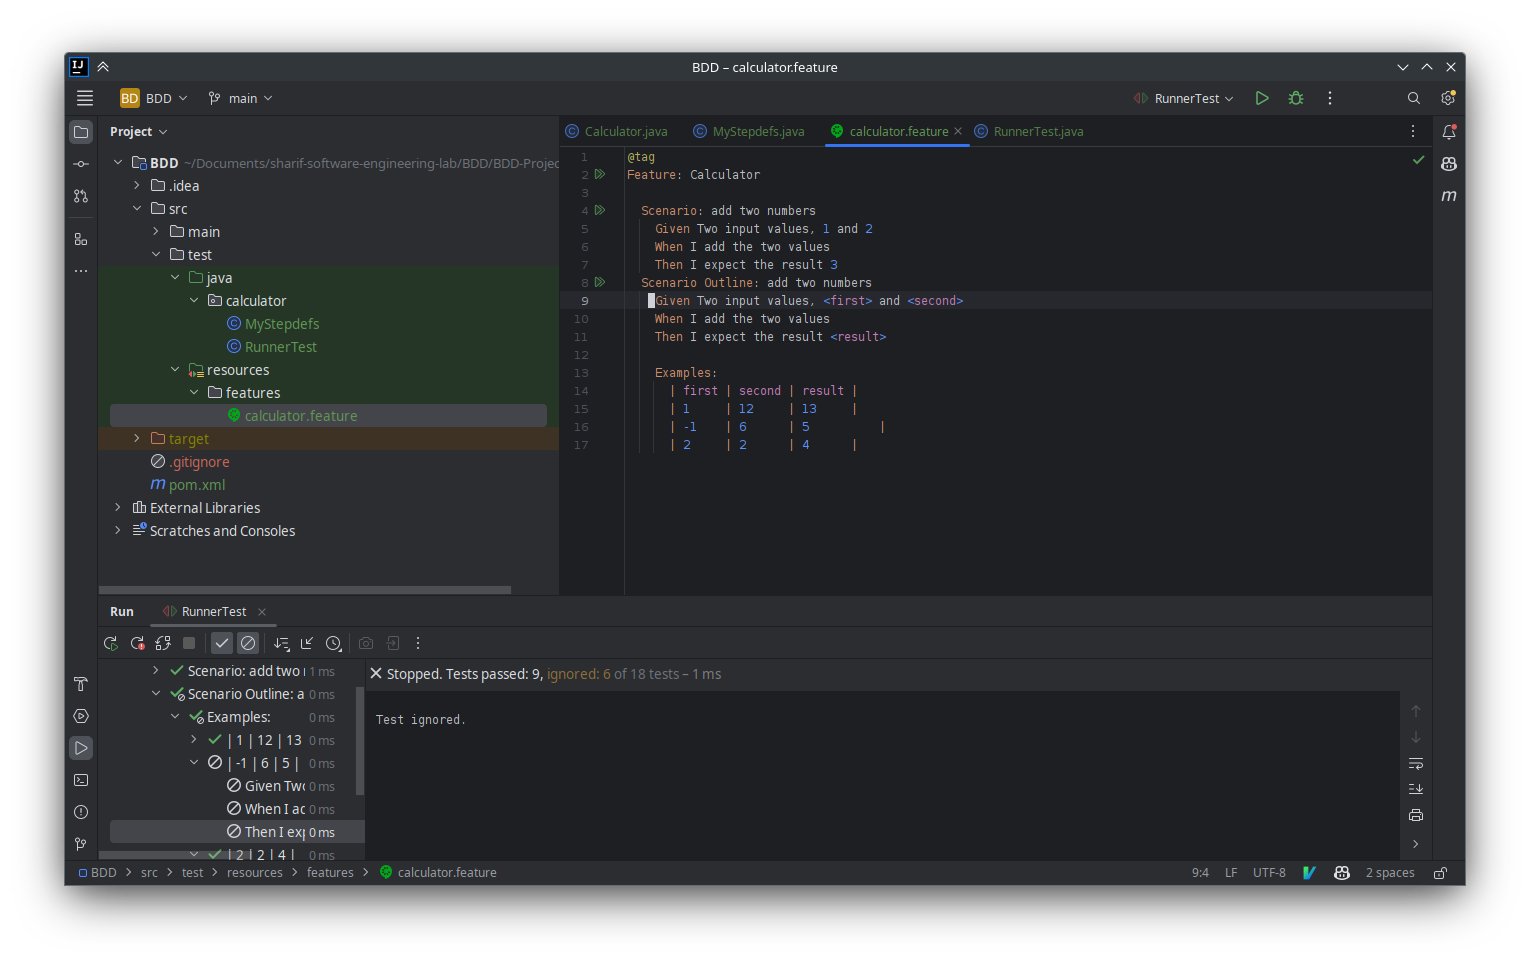 BDD – calculator.feature
BD BDD main RunnerTest
Project
Calculator.java MyStepdefs.java calculator.feature RunnerTest.java
BDD ~/Documents/sharif-software-engineering-lab/BDD/BDD-Projec
.idea
src
main
test
java
calculator
MyStepdefs
RunnerTest
resources
features
calculator.feature
target
.gitignore
m pom.xml
External Libraries
Scratches and Consoles
1 @tag
2 Feature: Calculator
3
4 Scenario: add two numbers
5 Given Two input values, 1 and 2
6 When I add the two values
7 Then I expect the result 3
8 Scenario Outline: add two numbers
9 Given Two input values, <first> and <second>
10 When I add the two values
11 Then I expect the result <result>
12
13 Examples:
14 | first | second | result |
15 | 1 | 12 | 13 |
16 | -1 | 6 | 5 |
17 | 2 | 2 | 4 |
m
Run RunnerTest
Scenario: add two 1 ms
Scenario Outline: a 0 ms
Examples: 0 ms
| 1 | 12 | 13 0 ms
| -1 | 6 | 5 | 0 ms
Given Two 0 ms
When I ad 0 ms
Then I exp 0 ms
| 2 | 2 | 4 | 0 ms
Stopped. Tests passed: 9, ignored: 6 of 18 tests – 1 ms
Test ignored.
BDD > src > test > resources > features > calculator.feature
9:4 LF UTF-8 2 spaces